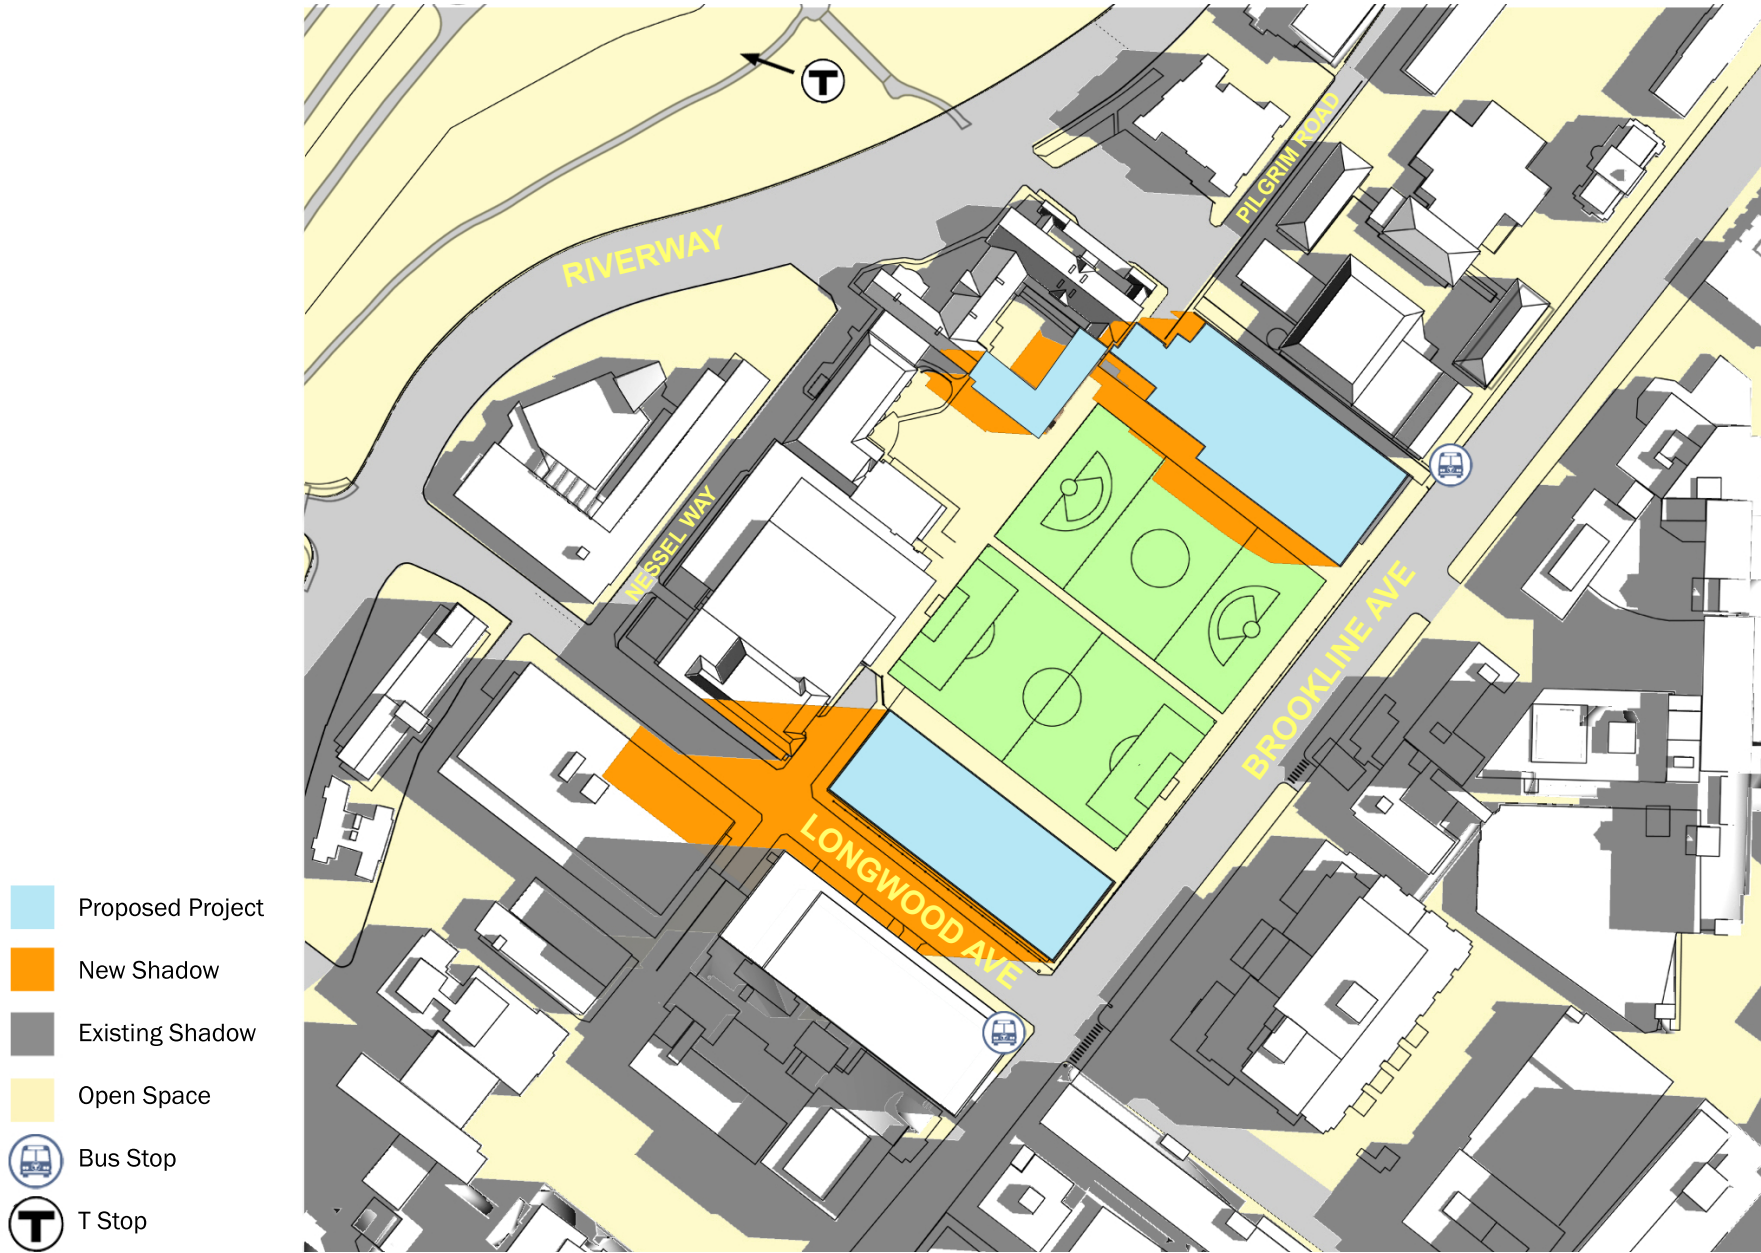 T
RIVERWAY
PILGRIM ROAD
NESSEL WAY
BROOKLINE AVE
LONGWOOD AVE
Proposed Project
New Shadow
Existing Shadow
Open Space
Bus Stop
T
T Stop